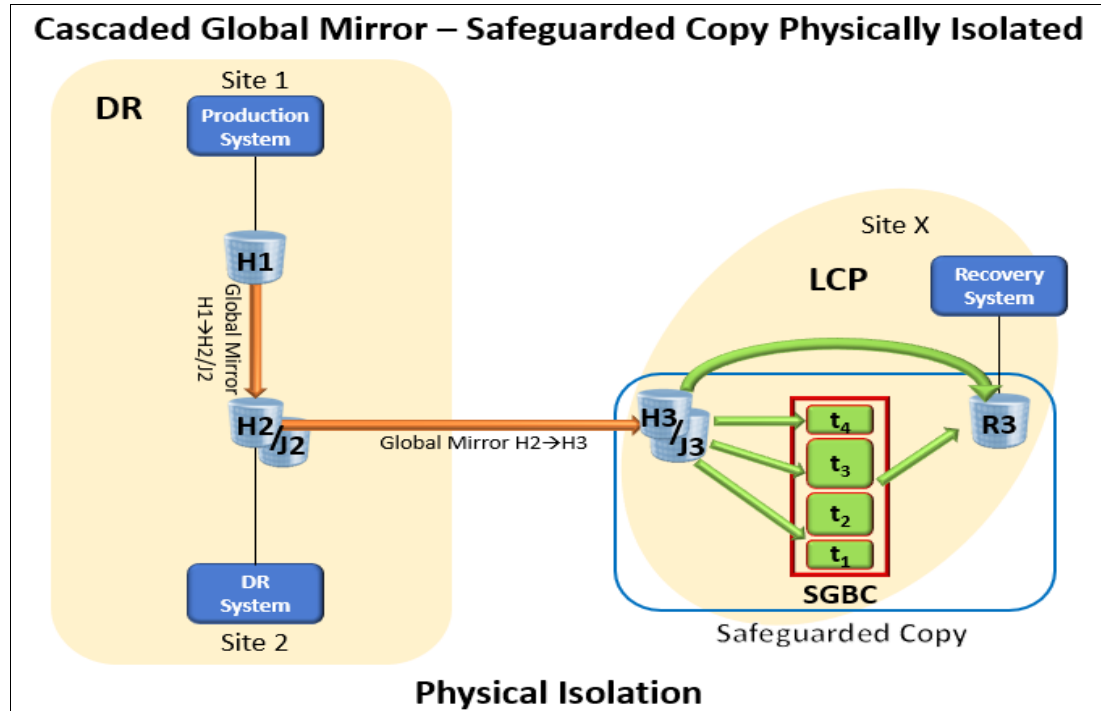 Cascaded Global Mirror – Safeguarded Copy Physically Isolated
DR
Site 1
Production
System
H1
Global Mirror
H1→H2/J2
H2/J2
Global Mirror H2→H3
DR
System
Site 2
Site X
LCP
Recovery
System
H3/J3
t4
t3
t2
t1
R3
SGBC
Safeguarded Copy
Physical Isolation